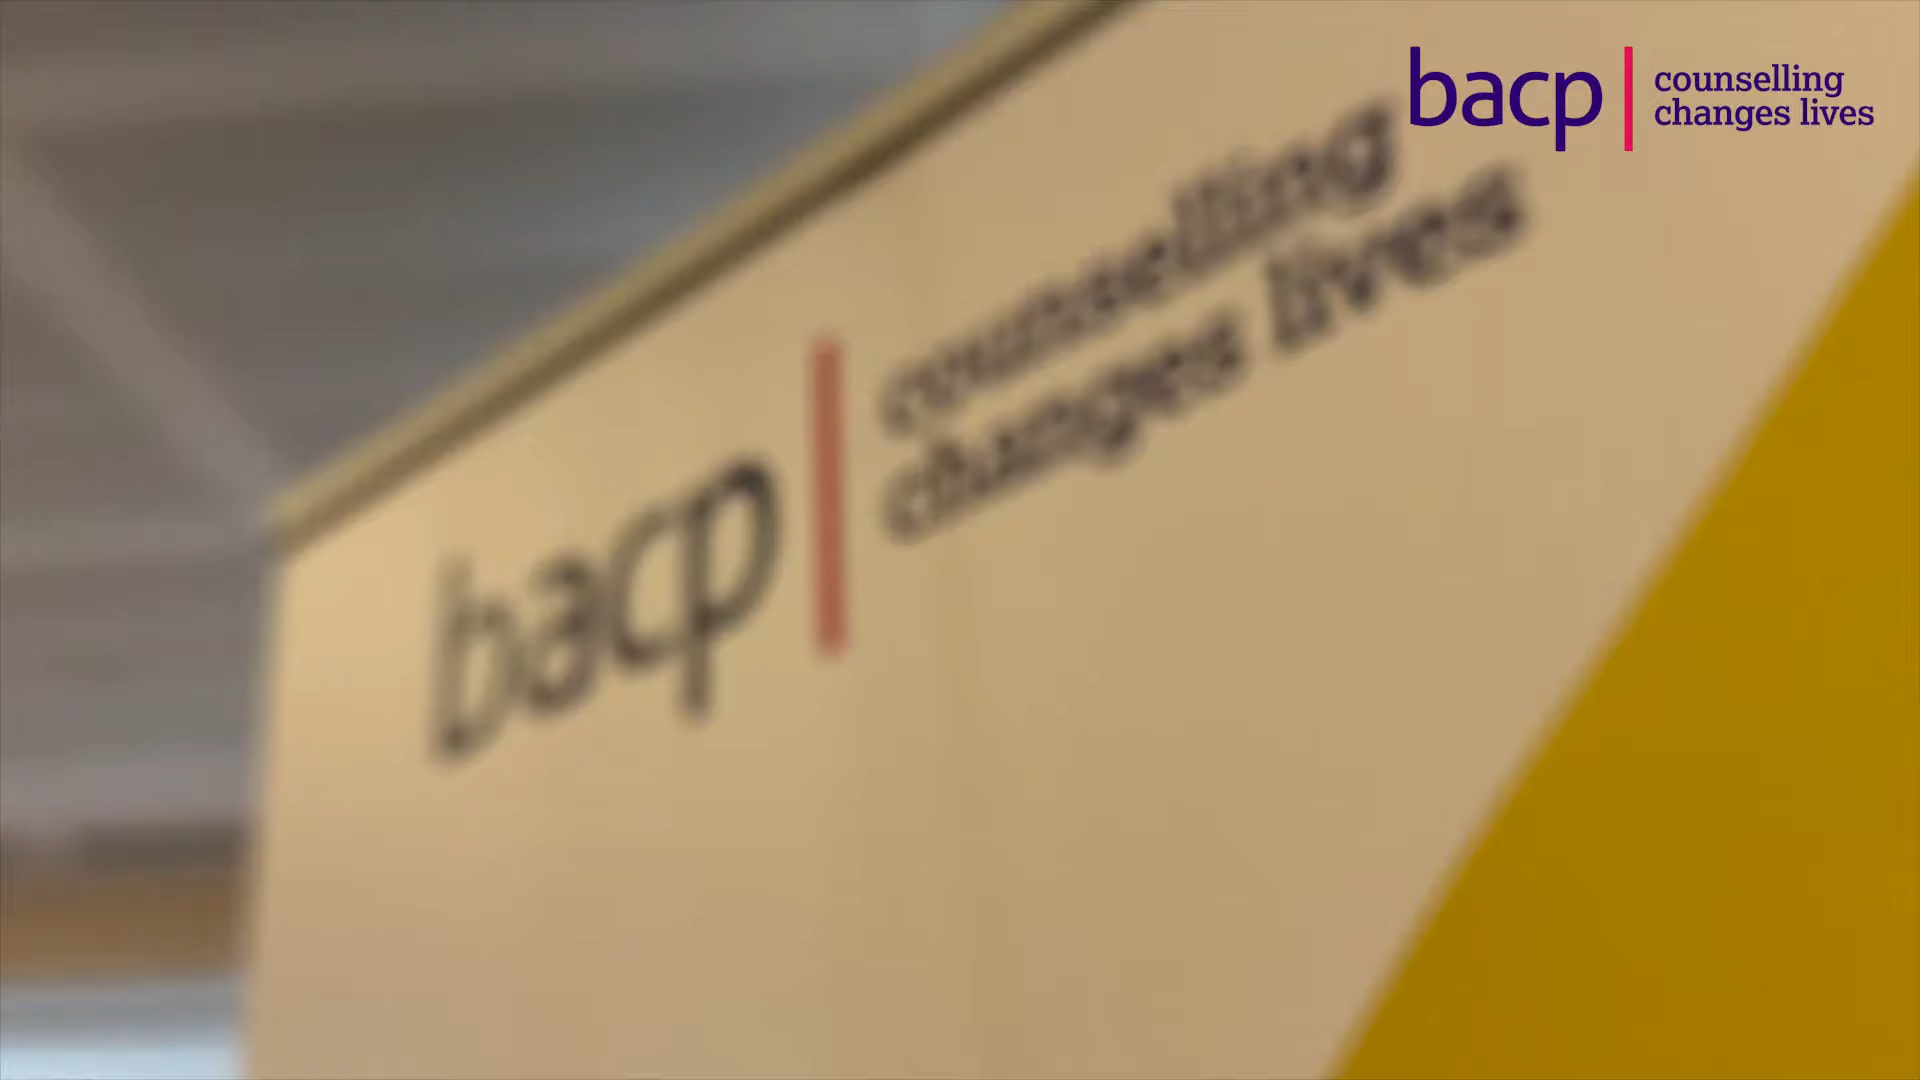 bacp
counselling
changes lives
bacp
counselling
changes lives